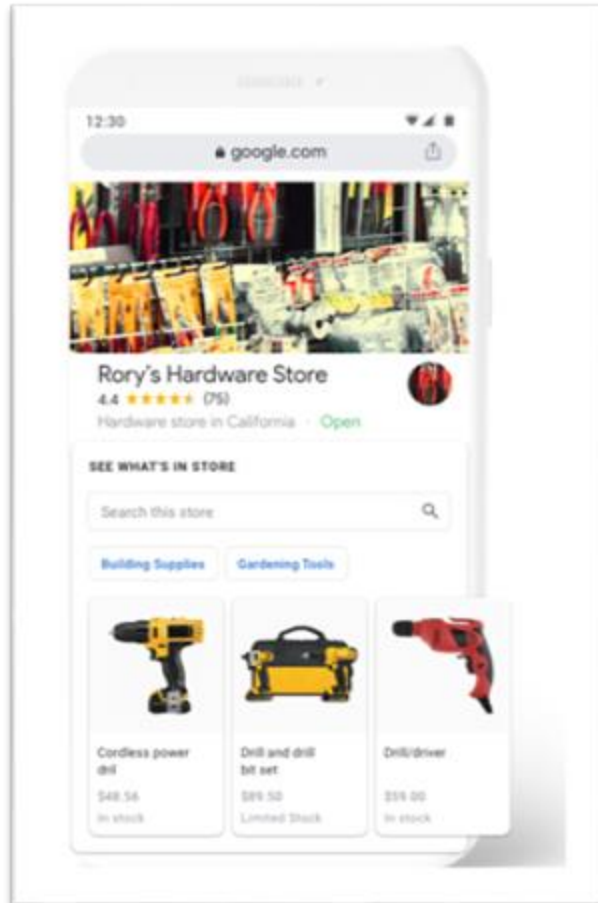 12:30
google.com
Rory's Hardware Store
4.4 (75)
Hardware store in California · Open
SEE WHAT'S IN STORE
Search this store
Building Supplies Gardening Tools
Cordless power Drill and drill Drill/driver
drill bit set
$48.56 $89.50 $59.00
In stock Limited Stock In stock